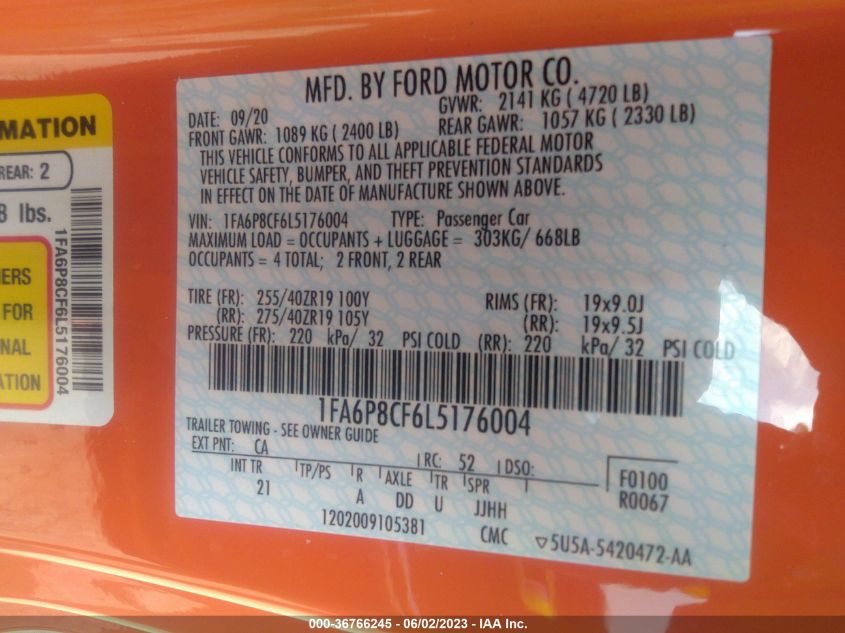 RMATION
REAR: 2
8 lbs.
1FA6P8CF6L5176004
FOR
ATION
MFD. BY FORD MOTOR CO.
DATE: 09/20
GVWR: 2141 KG ( 4720 LB)
FRONT GAWR: 1089 KG ( 2400 LB)
REAR GAWR: 1057 KG ( 2330 LB)
THIS VEHICLE CONFORMS TO ALL APPLICABLE FEDERAL MOTOR
VEHICLE SAFETY, BUMPER, AND THEFT PREVENTION STANDARDS
IN EFFECT ON THE DATE OF MANUFACTURE SHOWN ABOVE.
VIN: 1FA6P8CF6L5176004 TYPE: Passenger Car
MAXIMUM LOAD = OCCUPANTS + LUGGAGE = 303KG/ 668LB
OCCUPANTS = 4 TOTAL; 2 FRONT, 2 REAR
TIRE (FR): 255/40ZR19 100Y RIMS (FR): 19x9.0J
(RR): 275/40ZR19 105Y (RR): 19x9.5J
PRESSURE (FR): 220 kPa/ 32 PSI COLD (RR): 220 kPa/ 32 PSI COLD
1FA6P8CF6L5176004
TRAILER TOWING - SEE OWNER GUIDE
EXT PNT: CA RC: 52 DSO:
INT TR TP/PS R AXLE TR SPR
21 A DD U JJHH
F0100
R0067
1202009105381 CMC ▽5U5A-5420472-AA
000-36766245 - 06/02/2023 - IAA Inc.